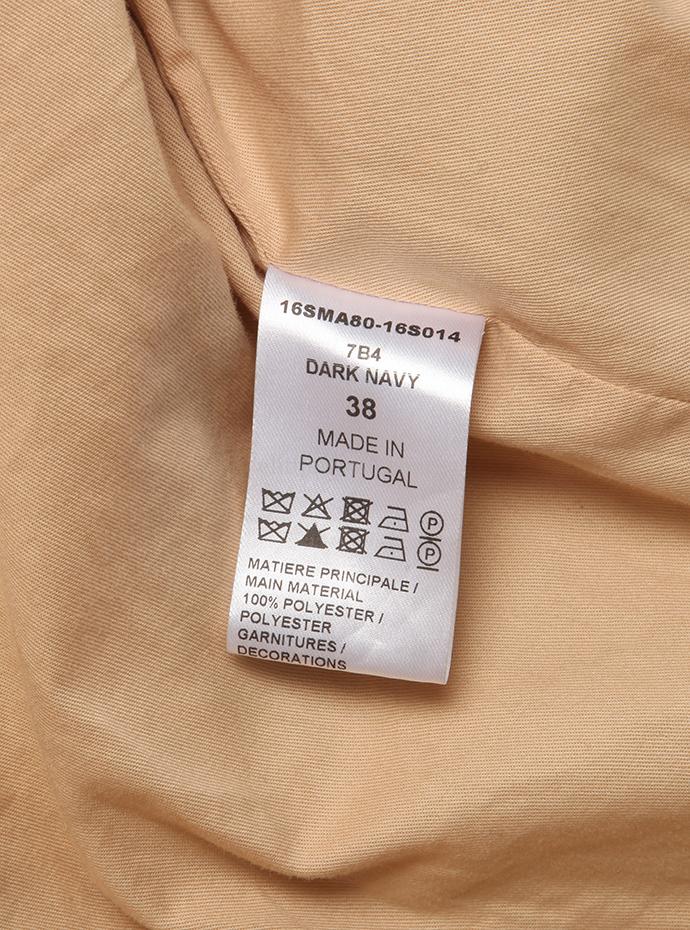 16SMA80-16S014
7B4
DARK NAVY
38
MADE IN
PORTUGAL
P
P
MATIERE PRINCIPALE /
MAIN MATERIAL
100% POLYESTER /
POLYESTER
GARNITURES /
DECORATIONS